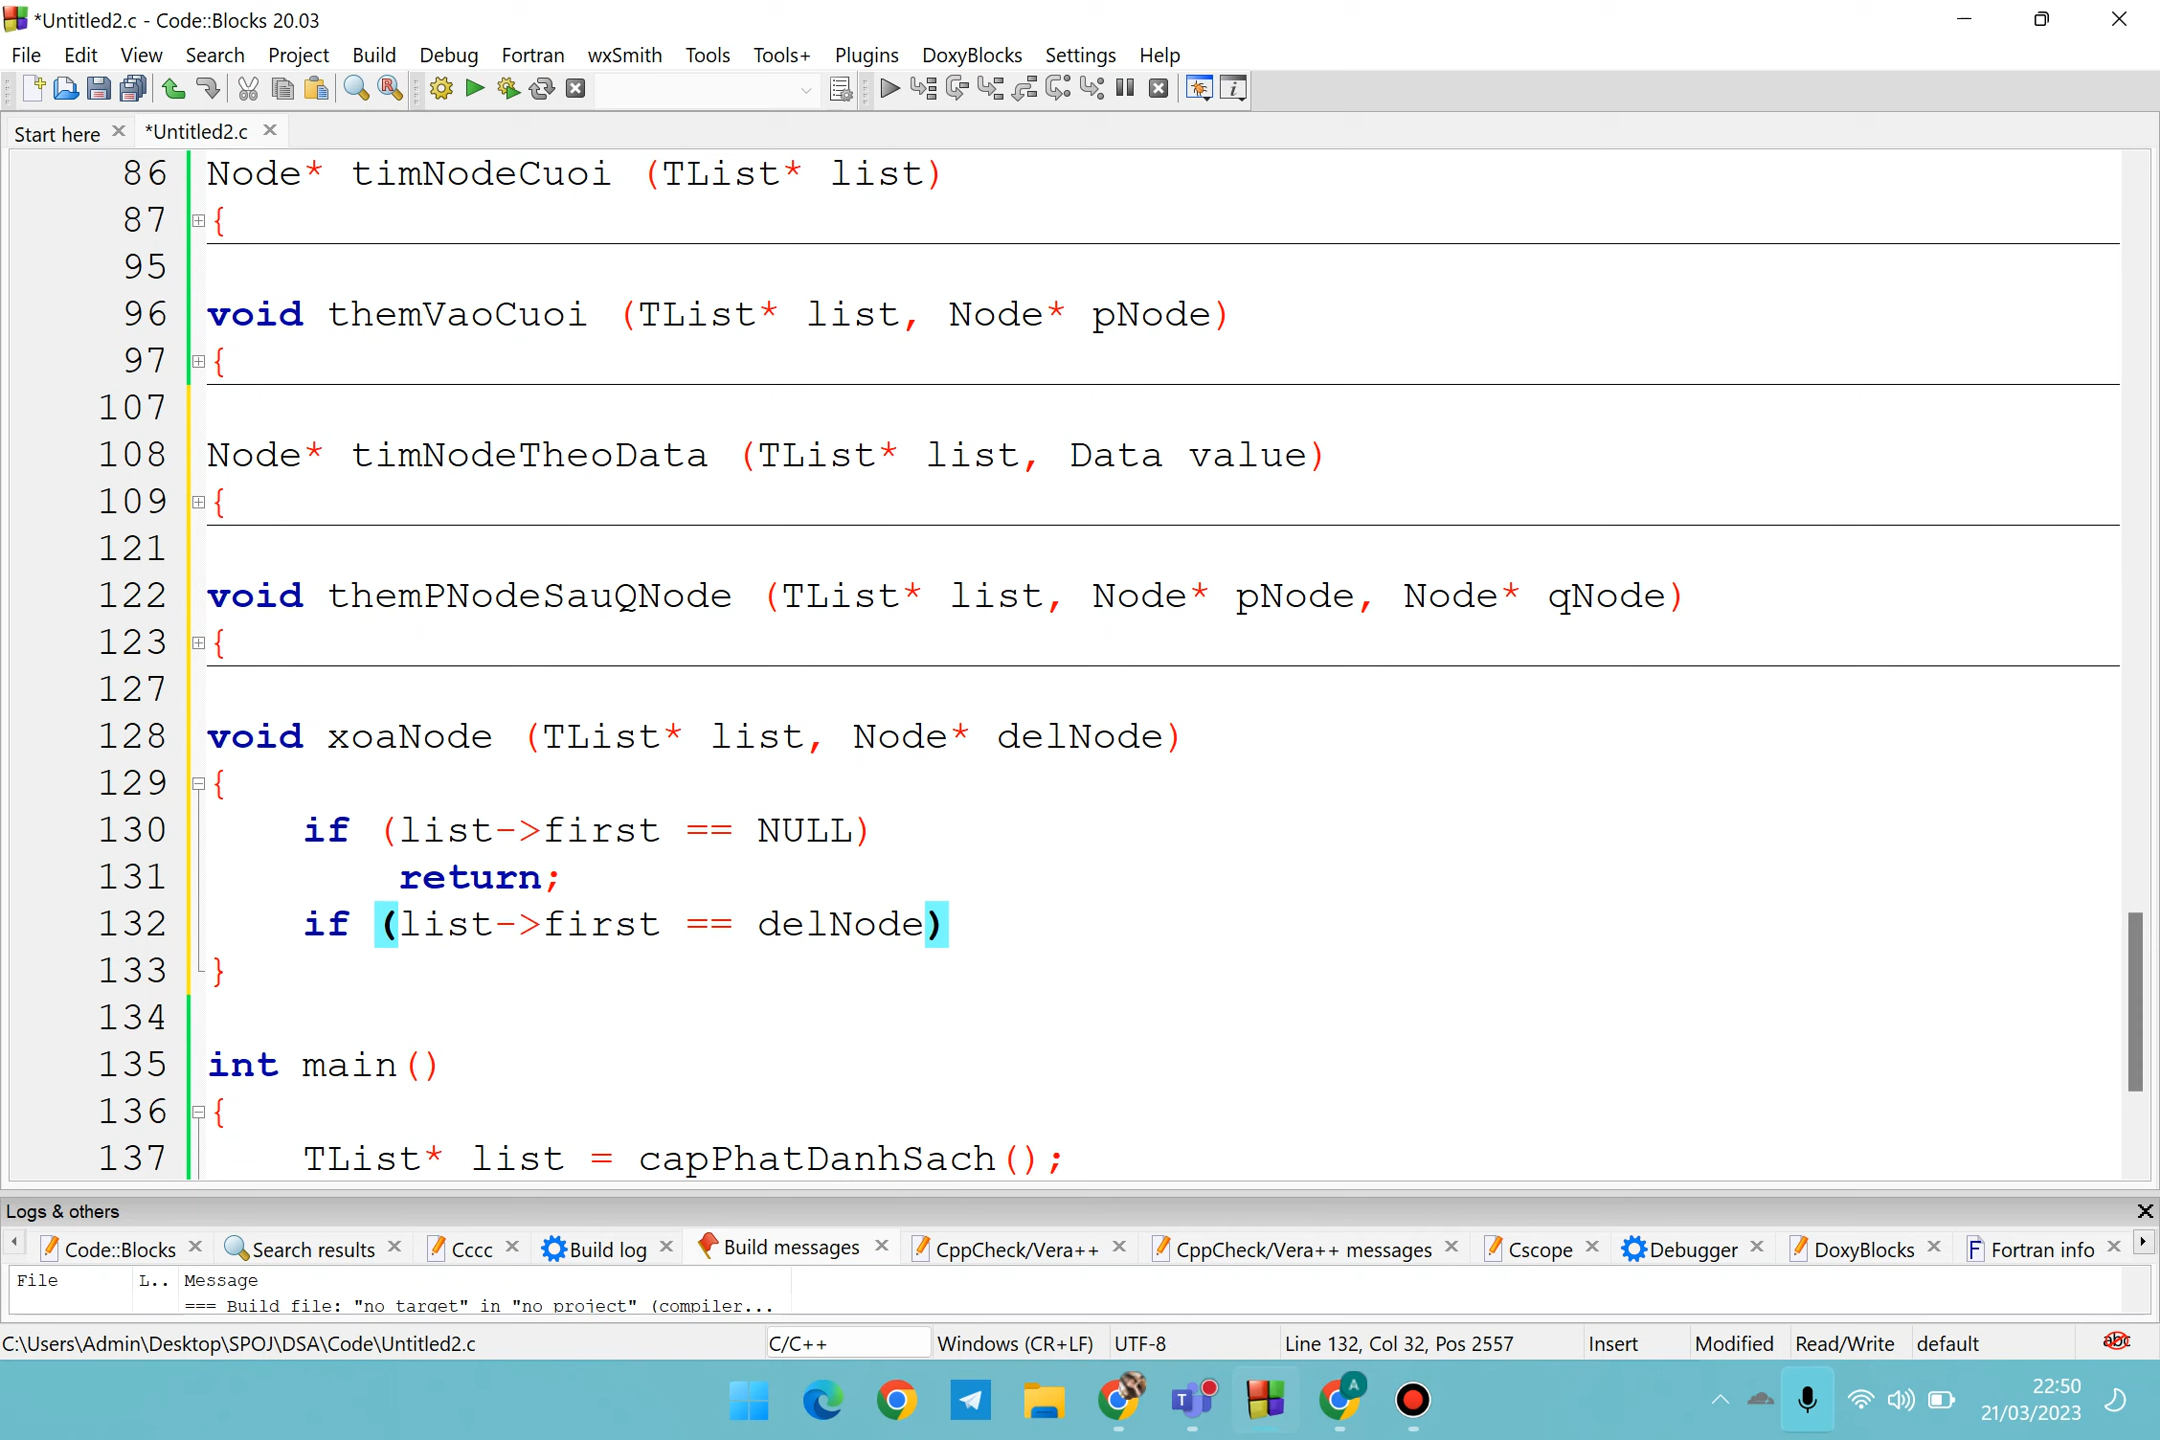 *Untitled2.c - Code::Blocks 20.03
File Edit View Search Project Build Debug Fortran wxSmith Tools Tools+ Plugins DoxyBlocks Settings Help
Start here *Untitled2.c
86 Node* timNodeCuoi (TList* list)
87 {
95
96 void themVaoCuoi (TList* list, Node* pNode)
97 {
107
108 Node* timNodeTheoData (TList* list, Data value)
109 {
121
122 void themPNodeSauQNode (TList* list, Node* pNode, Node* qNode)
123 {
127
128 void xoaNode (TList* list, Node* delNode)
129 {
130 if (list->first == NULL)
131 return;
132 if (list->first == delNode)
133 }
134
135 int main()
136 {
137 TList* list = capPhatDanhSach();
Logs & others
Code::Blocks Search results Cccc Build log Build messages CppCheck/Vera++ CppCheck/Vera++ messages Cscope Debugger DoxyBlocks Fortran info
File L.. Message
=== Build file: "no target" in "no project" (compiler...
C:\Users\Admin\Desktop\SPOJ\DSA\Code\Untitled2.c C/C++ Windows (CR+LF) UTF-8 Line 132, Col 32, Pos 2557 Insert Modified Read/Write default abc
22:50
21/03/2023